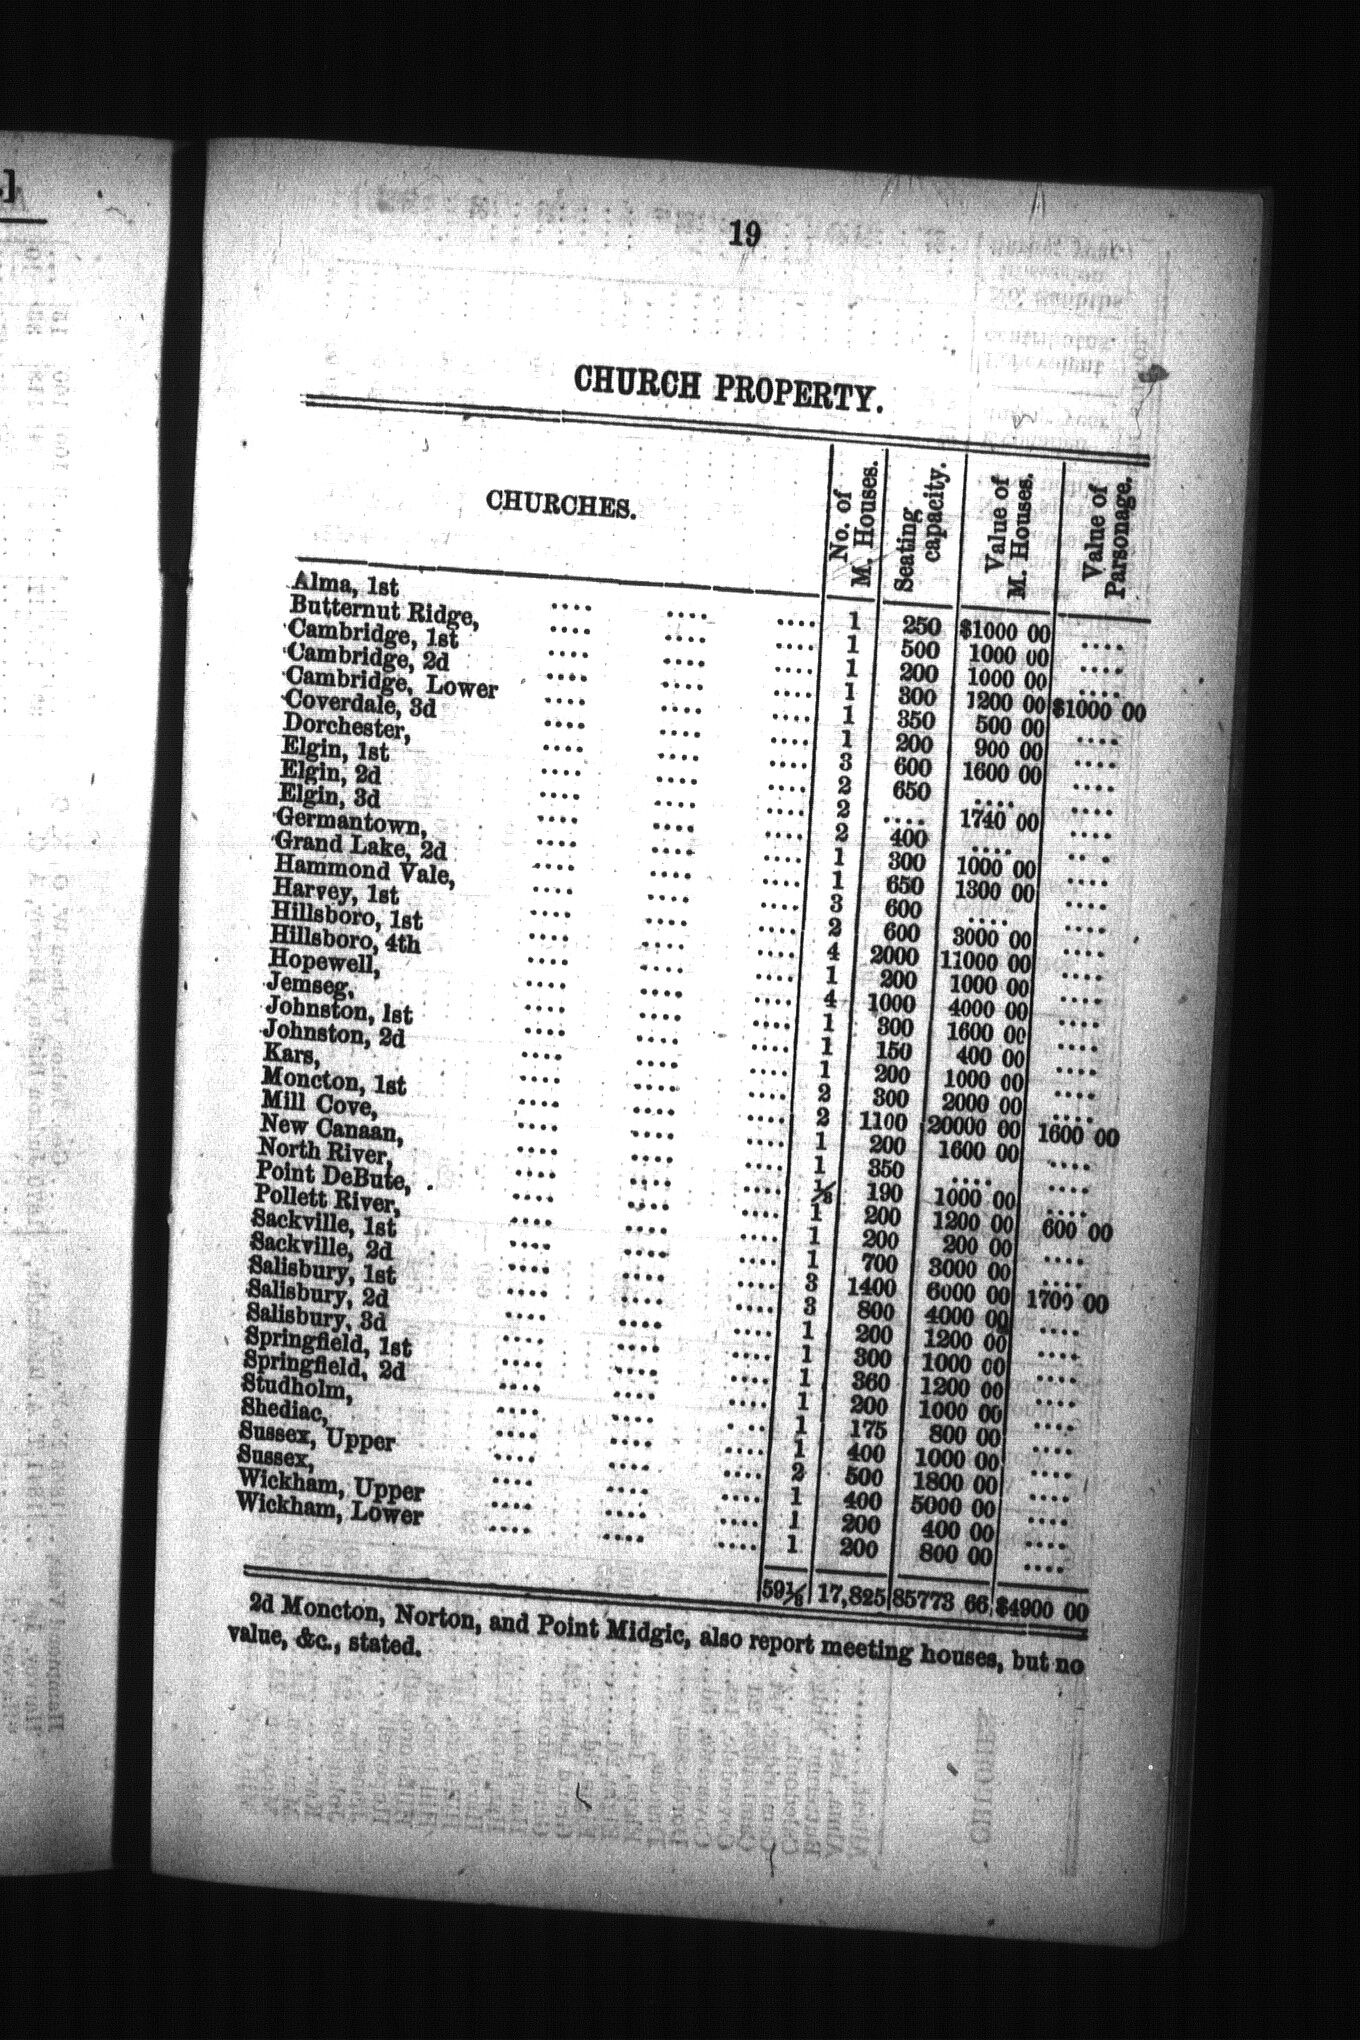 19
CHURCH PROPERTY.
CHURCHES. No. of M. Houses. Seating capacity. Value of M. Houses. Value of Parsonage.
Alma, 1st .... .... .... 1 250 $1000 00 ....
Butternut Ridge, .... .... .... 1 500 1000 00 ....
Cambridge, 1st .... .... .... 1 200 1000 00 ....
Cambridge, 2d .... .... .... 1 300 1200 00 $1000 00
Cambridge, Lower .... .... .... 1 350 500 00 ....
Coverdale, 3d .... .... .... 1 200 900 00 ....
Dorchester, .... .... .... 3 600 1600 00 ....
Elgin, 1st .... .... .... 2 650 .... ....
Elgin, 2d .... .... .... 2 .... 1740 00 ....
Elgin, 3d .... .... .... 2 400 .... ....
Germantown, .... .... .... 1 300 1000 00 ....
Grand Lake, 2d .... .... .... 1 650 1300 00 ....
Hammond Vale, .... .... .... 3 600 .... ....
Harvey, 1st .... .... .... 2 600 3000 00 ....
Hillsboro, 1st .... .... .... 4 2000 11000 00 ....
Hillsboro, 4th .... .... .... 1 200 1000 00 ....
Hopewell, .... .... .... 4 1000 4000 00 ....
Jemseg, .... .... .... 1 300 1600 00 ....
Johnston, 1st .... .... .... 1 150 400 00 ....
Johnston, 2d .... .... .... 1 200 1000 00 ....
Kars, .... .... .... 2 300 2000 00 ....
Moncton, 1st .... .... .... 2 1100 20000 00 1600 00
Mill Cove, .... .... .... 1 200 1600 00 ....
New Canaan, .... .... .... 1 350 .... ....
North River, .... .... .... 1/8 190 1000 00 ....
Point DeBute, .... .... .... 1 200 1200 00 600 00
Pollett River, .... .... .... 1 200 200 00 ....
Sackville, 1st .... .... .... 1 700 3000 00 ....
Sackville, 2d .... .... .... 3 1400 6000 00 1700 00
Salisbury, 1st .... .... .... 3 800 4000 00 ....
Salisbury, 2d .... .... .... 1 200 1200 00 ....
Salisbury, 3d .... .... .... 1 300 1000 00 ....
Springfield, 1st .... .... .... 1 360 1200 00 ....
Springfield, 2d .... .... .... 1 200 1000 00 ....
Studholm, .... .... .... 1 175 800 00 ....
Shediac, .... .... .... 1 400 1000 00 ....
Sussex, Upper .... .... .... 2 500 1800 00 ....
Sussex, .... .... .... 1 400 5000 00 ....
Wickham, Upper .... .... .... 1 200 400 00 ....
Wickham, Lower .... .... .... 1 200 800 00 ....
59 1/8 17,825 85773 66 $4900 00
2d Moncton, Norton, and Point Midgic, also report meeting houses, but no
value, &c., stated.